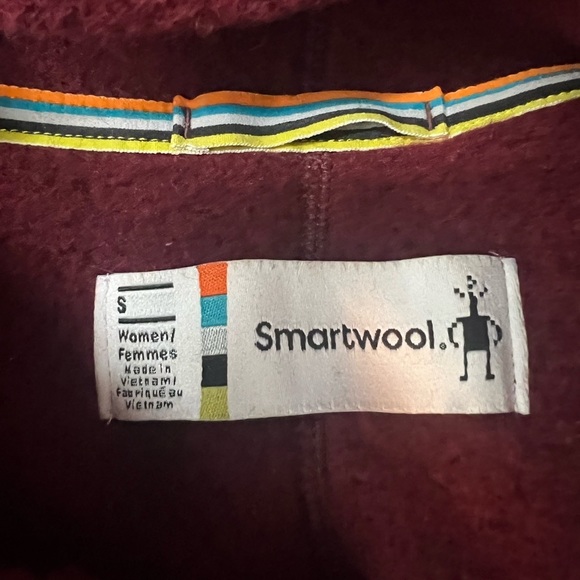 S
Women/
Femmes
Made in
Vietnam/
Fabriqué au
Vietnam
Smartwool.